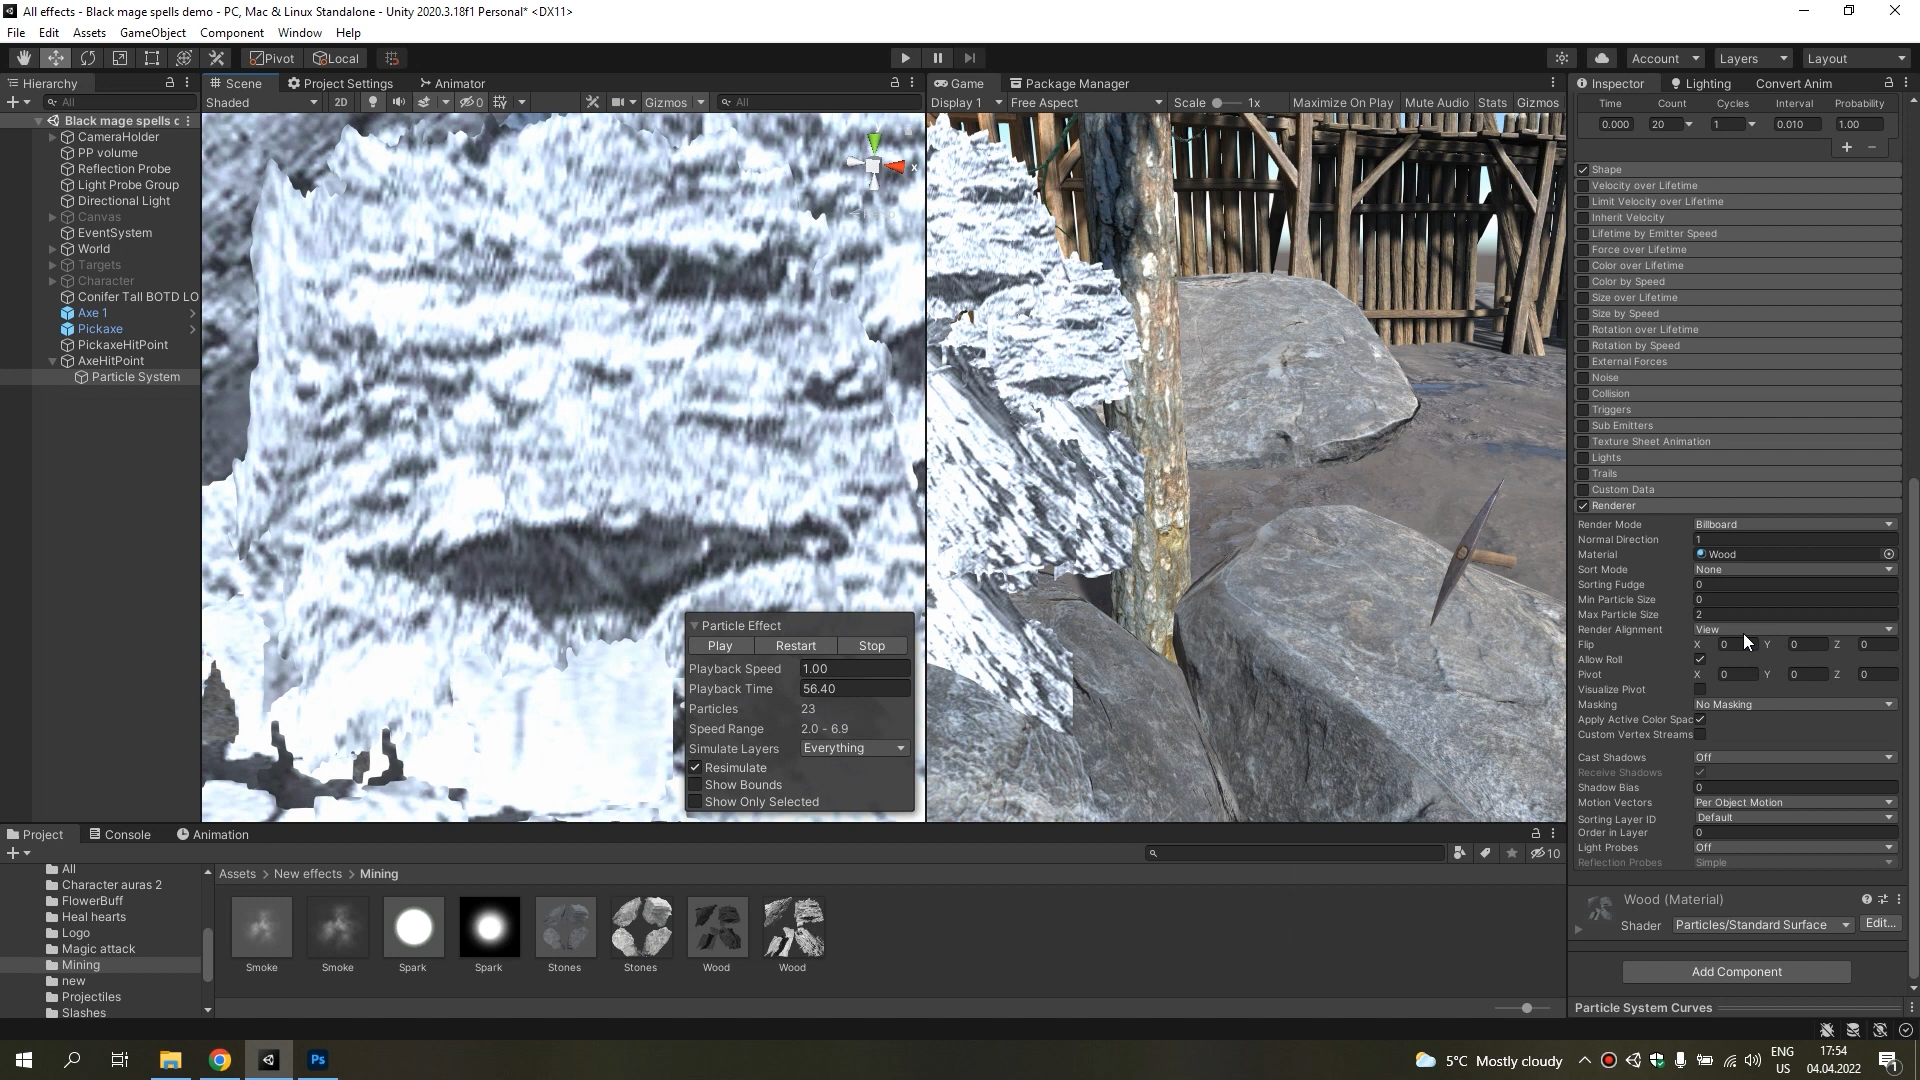 All effects - Black mage spells demo - PC, Mac & Linux Standalone - Unity 2020.3.18f1 Personal* <DX11>
File Edit Assets GameObject Component Window Help
Pivot Local Account Layers Layout
Hierarchy
All
Black mage spells c
CameraHolder
PP volume
Reflection Probe
Light Probe Group
Directional Light
Canvas
EventSystem
World
Targets
Character
Conifer Tall BOTD LO
Axe 1
Pickaxe
PickaxeHitPoint
AxeHitPoint
Particle System
Scene Project Settings Animator
Shaded 2D 0 Gizmos All
x
Particle Effect
Play Restart Stop
Playback Speed 1.00
Playback Time 56.40
Particles 23
Speed Range 2.0 - 6.9
Simulate Layers Everything
Resimulate
Show Bounds
Show Only Selected
Game Package Manager
Display 1 Free Aspect Scale 1x Maximize On Play Mute Audio Stats Gizmos
Inspector Lighting Convert Anim
Time Count Cycles Interval Probability
0.000 20 1 0.010 1.00
Shape
Velocity over Lifetime
Limit Velocity over Lifetime
Inherit Velocity
Lifetime by Emitter Speed
Force over Lifetime
Color over Lifetime
Color by Speed
Size over Lifetime
Size by Speed
Rotation over Lifetime
Rotation by Speed
External Forces
Noise
Collision
Triggers
Sub Emitters
Texture Sheet Animation
Lights
Trails
Custom Data
Renderer
Render Mode Billboard
Normal Direction 1
Material Wood
Sort Mode None
Sorting Fudge 0
Min Particle Size 0
Max Particle Size 2
Render Alignment View
Flip X 0 Y 0 Z 0
Allow Roll
Pivot X 0 Y 0 Z 0
Visualize Pivot
Masking No Masking
Apply Active Color Spac
Custom Vertex Streams
Cast Shadows Off
Receive Shadows
Shadow Bias 0
Motion Vectors Per Object Motion
Sorting Layer ID Default
Order in Layer 0
Light Probes Off
Reflection Probes Simple
Wood (Material)
Shader Particles/Standard Surface Edit...
Add Component
Particle System Curves
Project Console Animation
10
All
Character auras 2
FlowerBuff
Heal hearts
Logo
Magic attack
Mining
new
Projectiles
Slashes
Assets > New effects > Mining
Smoke Smoke Spark Spark Stones Stones Wood Wood
Ps
5°C Mostly cloudy
ENG
US
17:54
04.04.2022
1